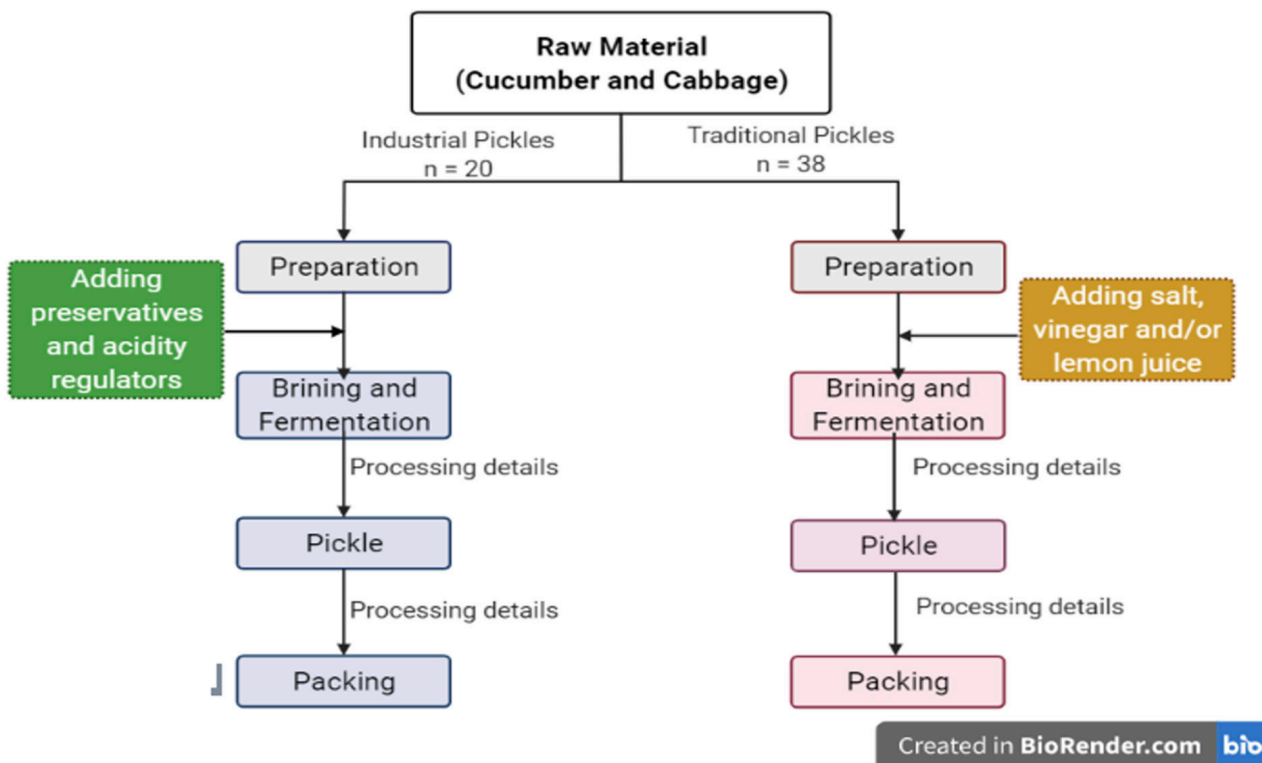 Raw Material
(Cucumber and Cabbage)
Industrial Pickles
n = 20
Traditional Pickles
n = 38
Preparation
Preparation
Adding
preservatives
and acidity
regulators
Adding salt,
vinegar and/or
lemon juice
Brining and
Fermentation
Brining and
Fermentation
Processing details
Processing details
Pickle
Pickle
Processing details
Processing details
Packing
Packing
Created in BioRender.com
bio